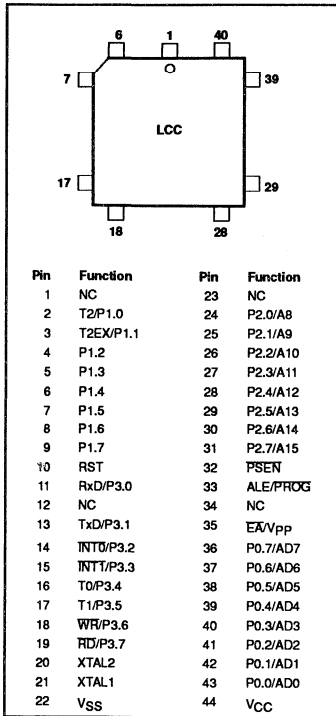 6 1 40
7 39
LCC
17 29
18 28
Pin Function Pin Function
1 NC 23 NC
2 T2/P1.0 24 P2.0/A8
3 T2EX/P1.1 25 P2.1/A9
4 P1.2 26 P2.2/A10
5 P1.3 27 P2.3/A11
6 P1.4 28 P2.4/A12
7 P1.5 29 P2.5/A13
8 P1.6 30 P2.6/A14
9 P1.7 31 P2.7/A15
10 RST 32 P̅S̅E̅N̅
11 RxD/P3.0 33 ALE/P̅R̅O̅G̅
12 NC 34 NC
13 TxD/P3.1 35 E̅A̅/VPP
14 I̅N̅T̅0̅/P3.2 36 P0.7/AD7
15 I̅N̅T̅1̅/P3.3 37 P0.6/AD6
16 T0/P3.4 38 P0.5/AD5
17 T1/P3.5 39 P0.4/AD4
18 W̅R̅/P3.6 40 P0.3/AD3
19 R̅D̅/P3.7 41 P0.2/AD2
20 XTAL2 42 P0.1/AD1
21 XTAL1 43 P0.0/AD0
22 VSS 44 VCC